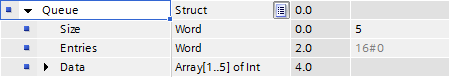 Queue Struct 0.0
Size Word 0.0 5
Entries Word 2.0 16#0
Data Array[1..5] of Int 4.0